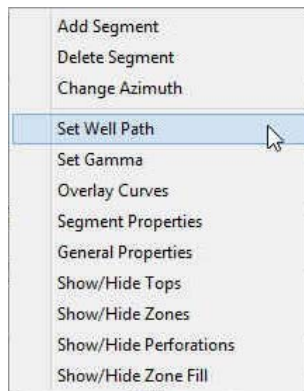 Add Segment
Delete Segment
Change Azimuth
Set Well Path
Set Gamma
Overlay Curves
Segment Properties
General Properties
Show/Hide Tops
Show/Hide Zones
Show/Hide Perforations
Show/Hide Zone Fill